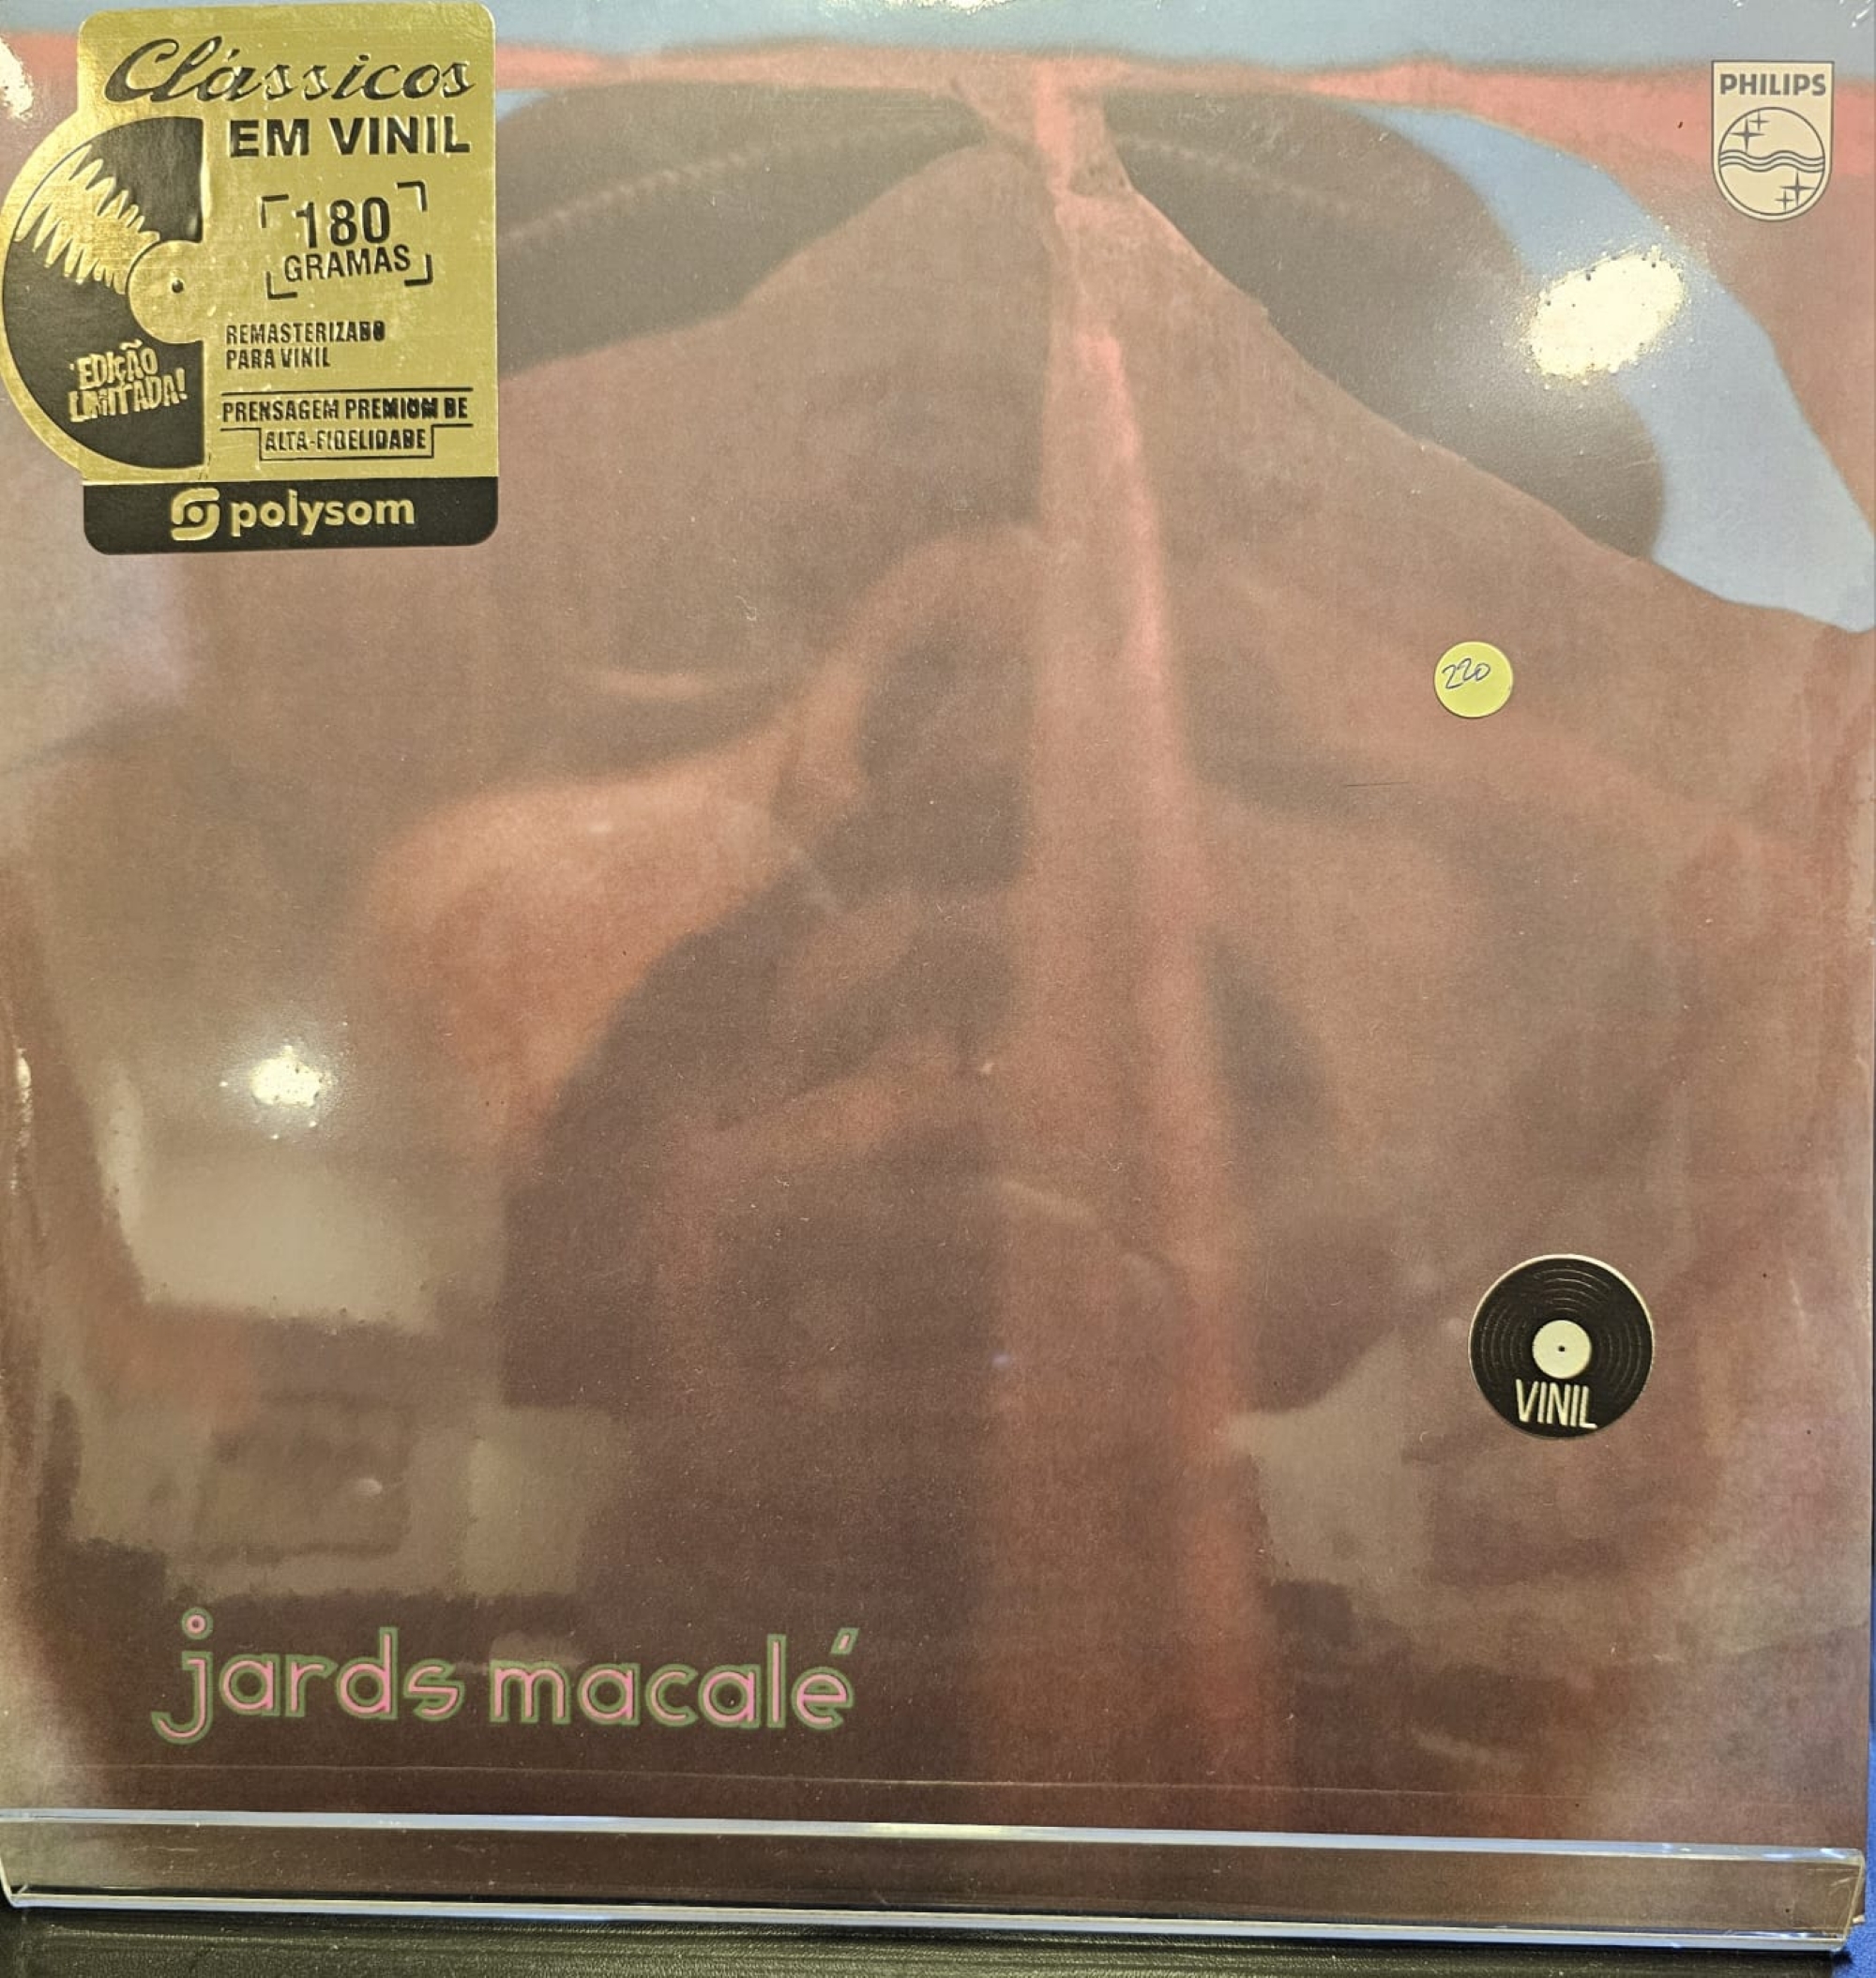 Clássicos
EM VINIL
180
GRAMAS
REMASTERIZADO
PARA VINIL
EDIÇÃO
LIMITADA!
PRENSAGEM PREMIUM DE
ALTA-FIDELIDADE
polysom
PHILIPS
220
VINIL
jards macalé